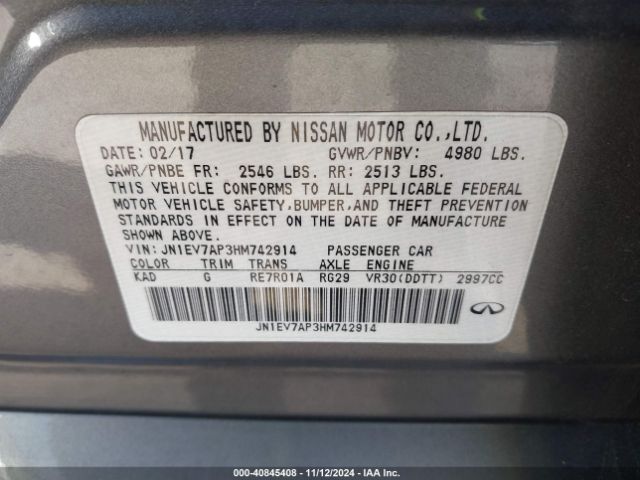 MANUFACTURED BY NISSAN MOTOR CO.,LTD.
DATE: 02/17 GVWR/PNBV: 4980 LBS.
GAWR/PNBE FR: 2546 LBS. RR: 2513 LBS.
THIS VEHICLE CONFORMS TO ALL APPLICABLE FEDERAL
MOTOR VEHICLE SAFETY,BUMPER,AND THEFT PREVENTION
STANDARDS IN EFFECT ON THE DATE OF MANUFACTURE
SHOWN ABOVE.
VIN: JN1EV7AP3HM742914 PASSENGER CAR
COLOR TRIM TRANS AXLE ENGINE
KAD G RE7R01A RG29 VR30(DDTT) 2997CC
JN1EV7AP3HM742914
000-40845408 - 11/12/2024 - IAA Inc.